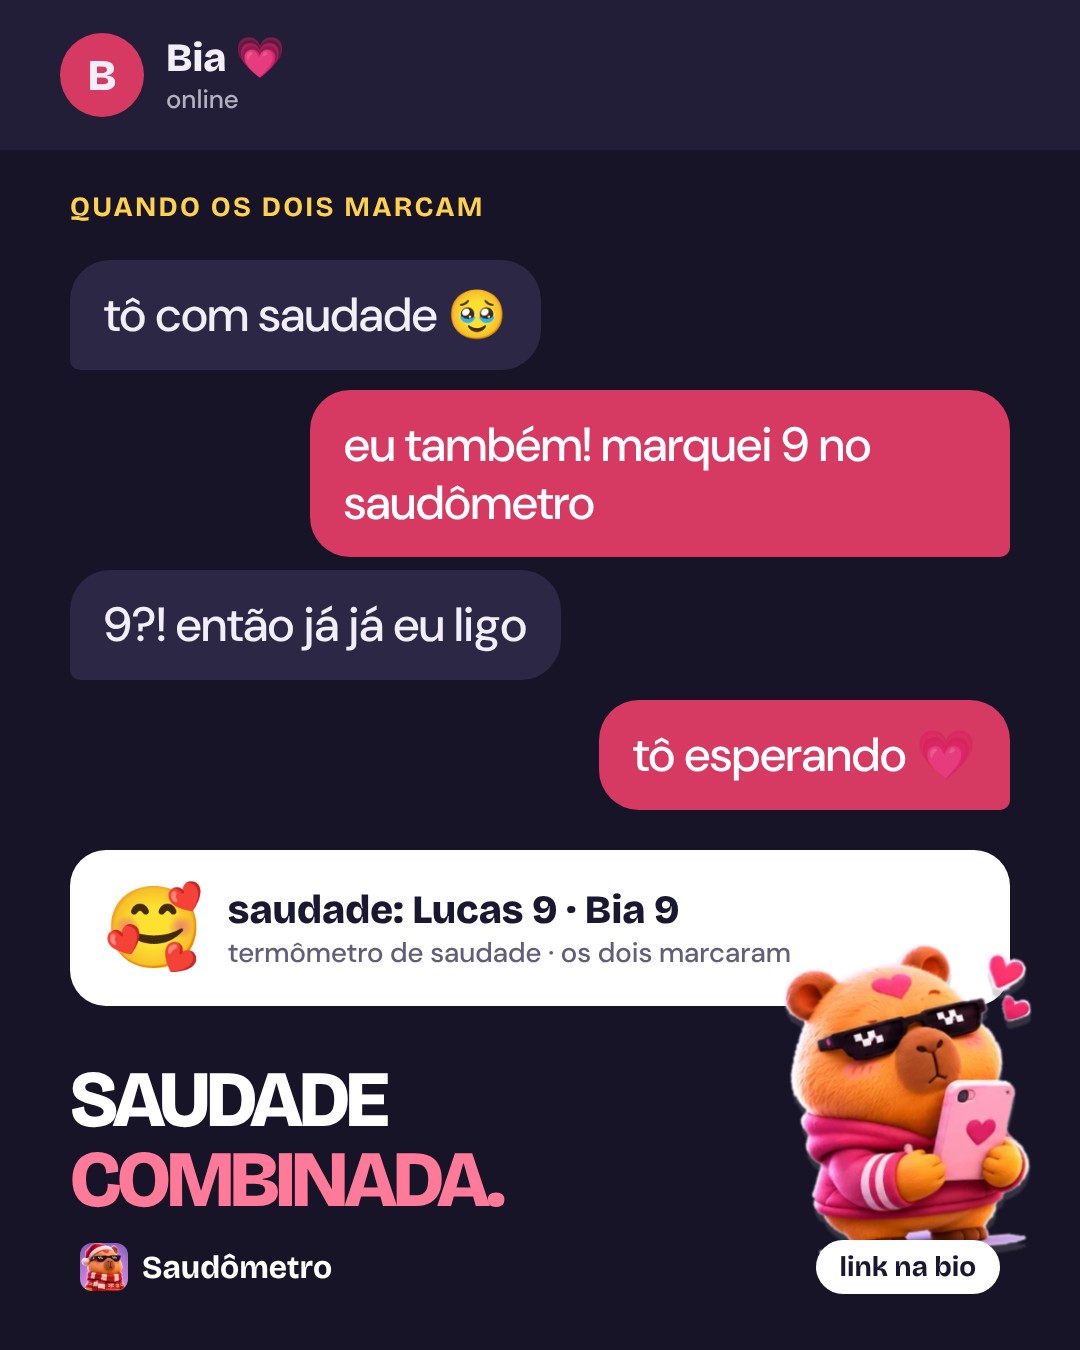 B
Bia 💗
online
QUANDO OS DOIS MARCAM
tô com saudade 🥹
eu também! marquei 9 no
saudômetro
9?! então já já eu ligo
tô esperando 💗
saudade: Lucas 9 · Bia 9
termômetro de saudade · os dois marcaram
SAUDADE
COMBINADA.
Saudômetro
link na bio